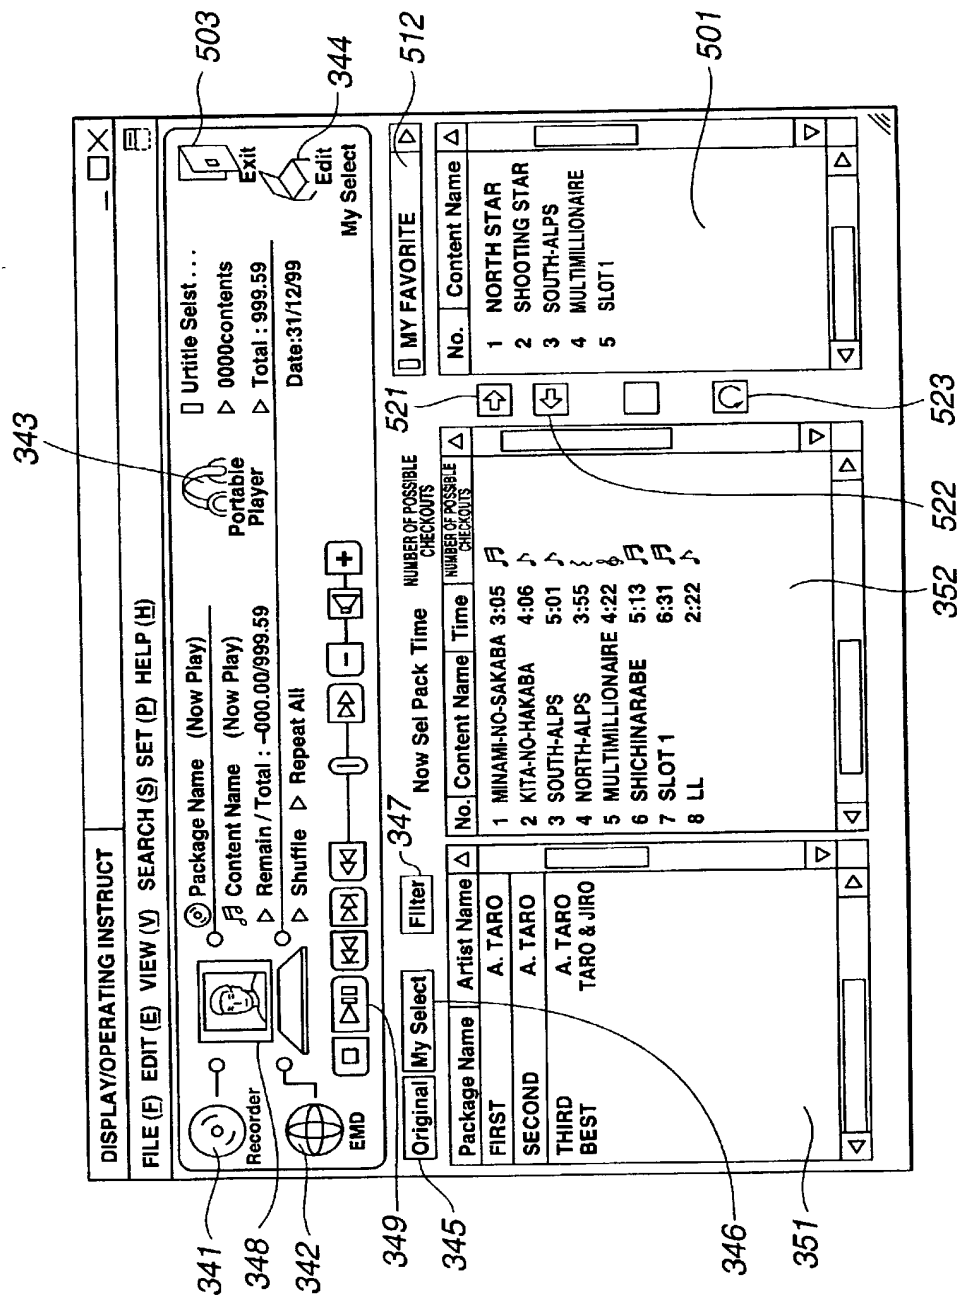 DISPLAY/OPERATING INSTRUCT
FILE (F) EDIT (E) VIEW (V) SEARCH (S) SET (P) HELP (H)
341
Recorder
348
342
EMD
349
Package Name (Now Play)
Content Name (Now Play)
Remain / Total : –000.00/999.59
Shuffle Repeat All
343
Portable
Player
Urtitle Selst . . .
0000contents
Total : 999.59
Date:31/12/99
Exit
503
Edit
344
My Select
– +
345
Original My Select Filter
347
346
Now Sel Pack Time NUMBER OF POSSIBLE
CHECKOUTS
521
MY FAVORITE
512
Package Name Artist Name
FIRST A. TARO
SECOND A. TARO
THIRD A. TARO
BEST TARO & JIRO
351
No. Content Name Time NUMBER OF POSSIBLE
CHECKOUTS
1 MINAMI-NO-SAKABA 3:05
2 KITA-NO-HAKABA 4:06
3 SOUTH-ALPS 5:01
4 NORTH-ALPS 3:55
5 MULTIMILLIONAIRE 4:22
6 SHICHINARABE 5:13
7 SLOT 1 6:31
8 LL 2:22
352
522
523
No. Content Name
1 NORTH STAR
2 SHOOTING STAR
3 SOUTH-ALPS
4 MULTIMILLIONAIRE
5 SLOT1
501